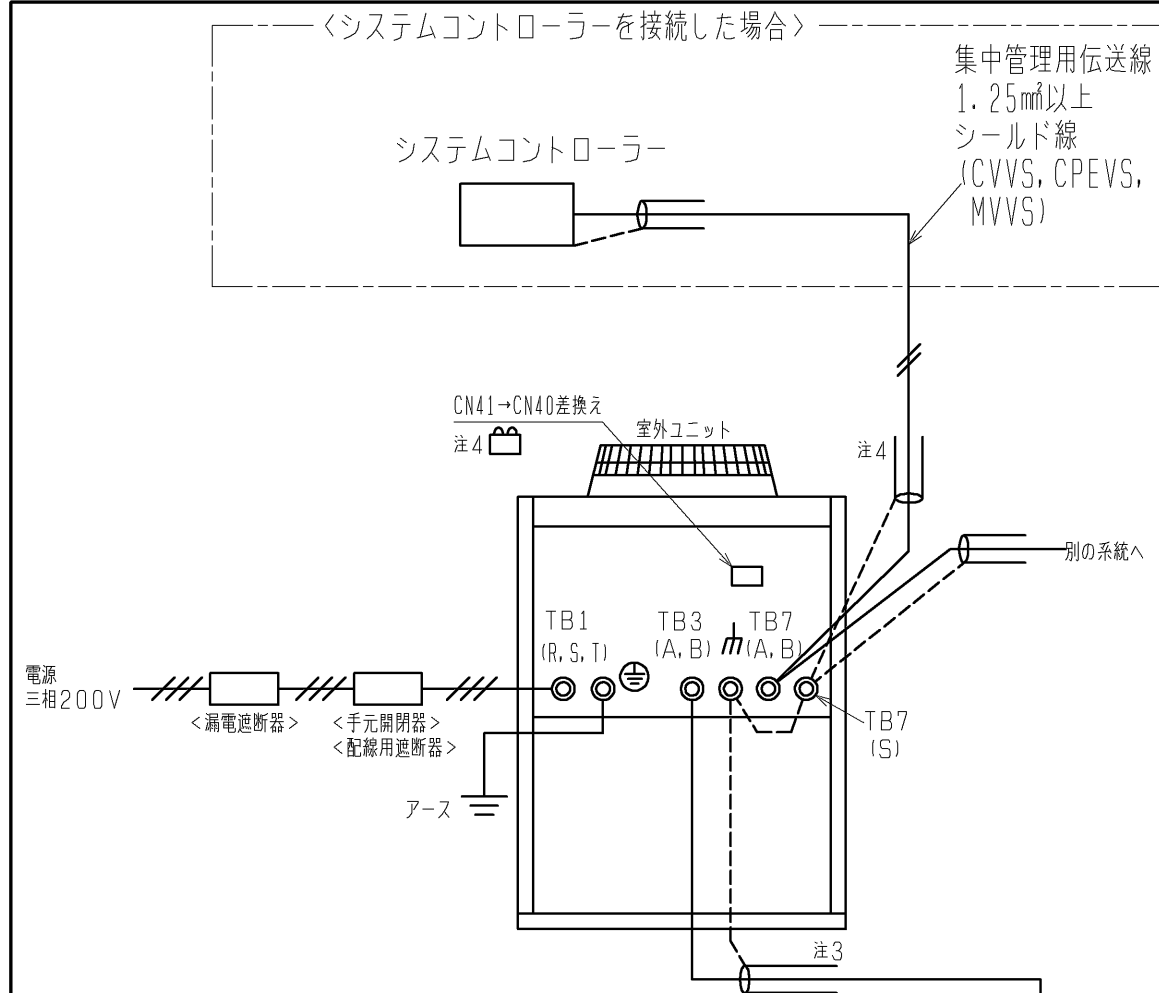 〈システムコントローラーを接続した場合〉
集中管理用伝送線
1.25㎟以上
シールド線
(CVVS, CPEVS,
MVVS)
システムコントローラー
CN41→CN40差換え
注4
室外ユニット
注4
別の系統へ
TB1
(R, S, T)
TB3
(A, B)
TB7
(A, B)
電源
三相200V
<漏電遮断器>
<手元開閉器>
<配線用遮断器>
TB7
(S)
アース
注3